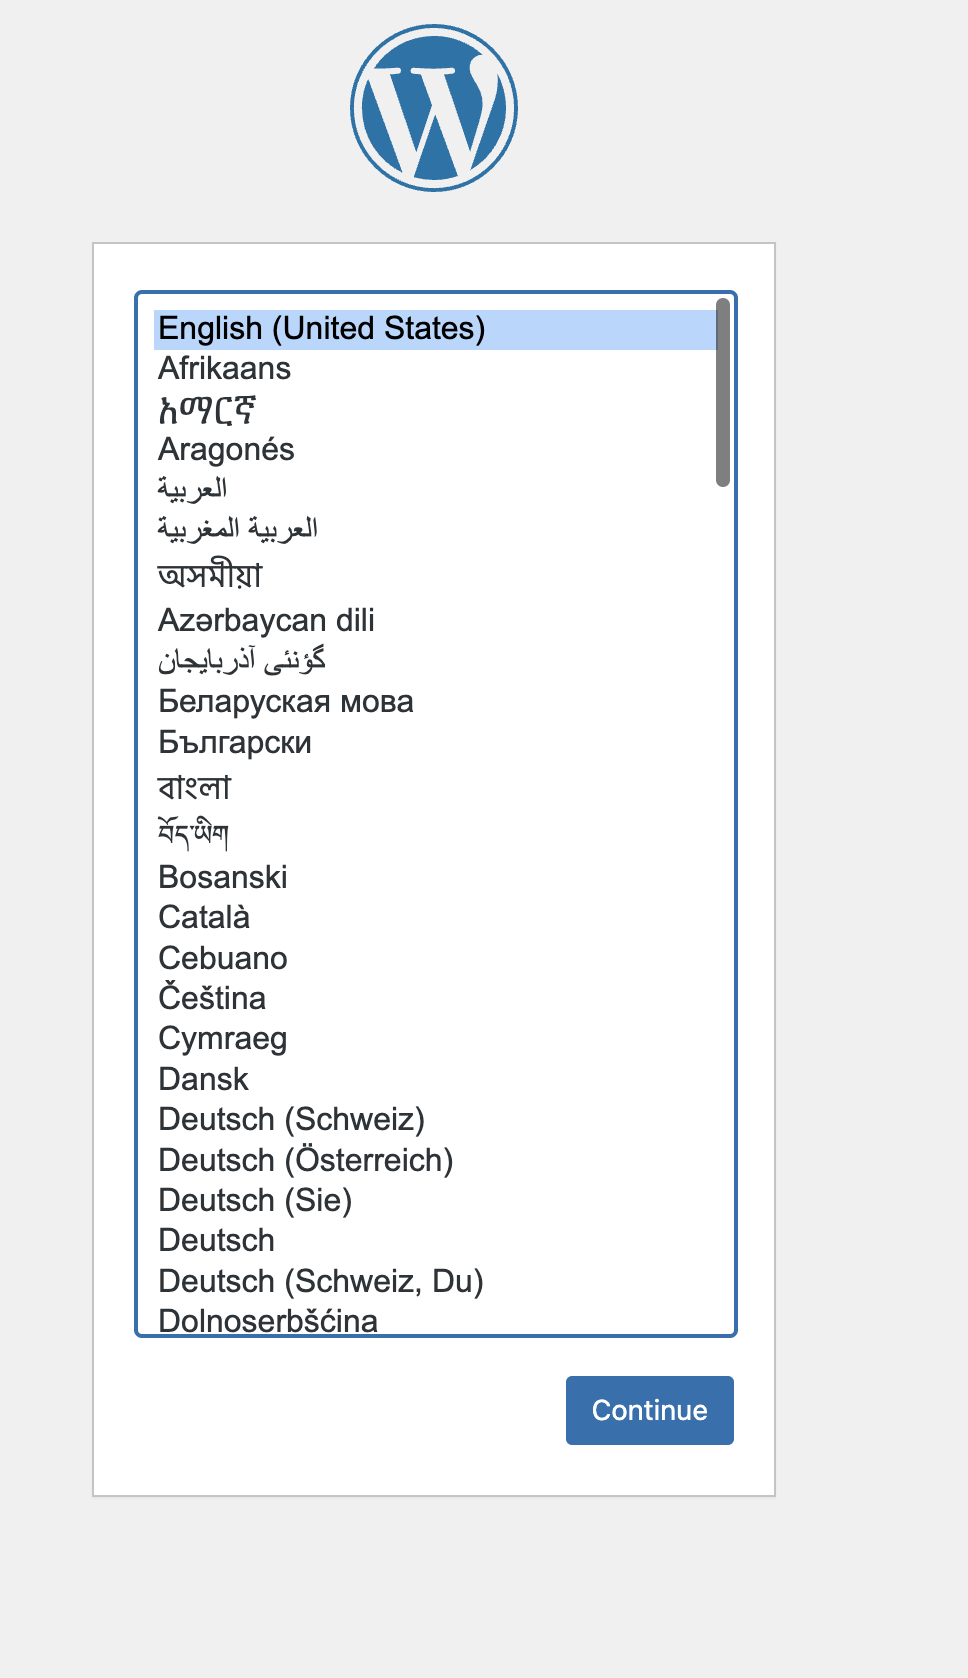 English (United States)
Afrikaans
አማርኛ
Aragonés
العربية
العربية المغربية
অসমীয়া
Azərbaycan dili
گؤنئی آذربایجان
Беларуская мова
Български
বাংলা
བོད་ཡིག
Bosanski
Català
Cebuano
Čeština
Cymraeg
Dansk
Deutsch (Schweiz)
Deutsch (Österreich)
Deutsch (Sie)
Deutsch
Deutsch (Schweiz, Du)
Dolnoserbšćina
Continue